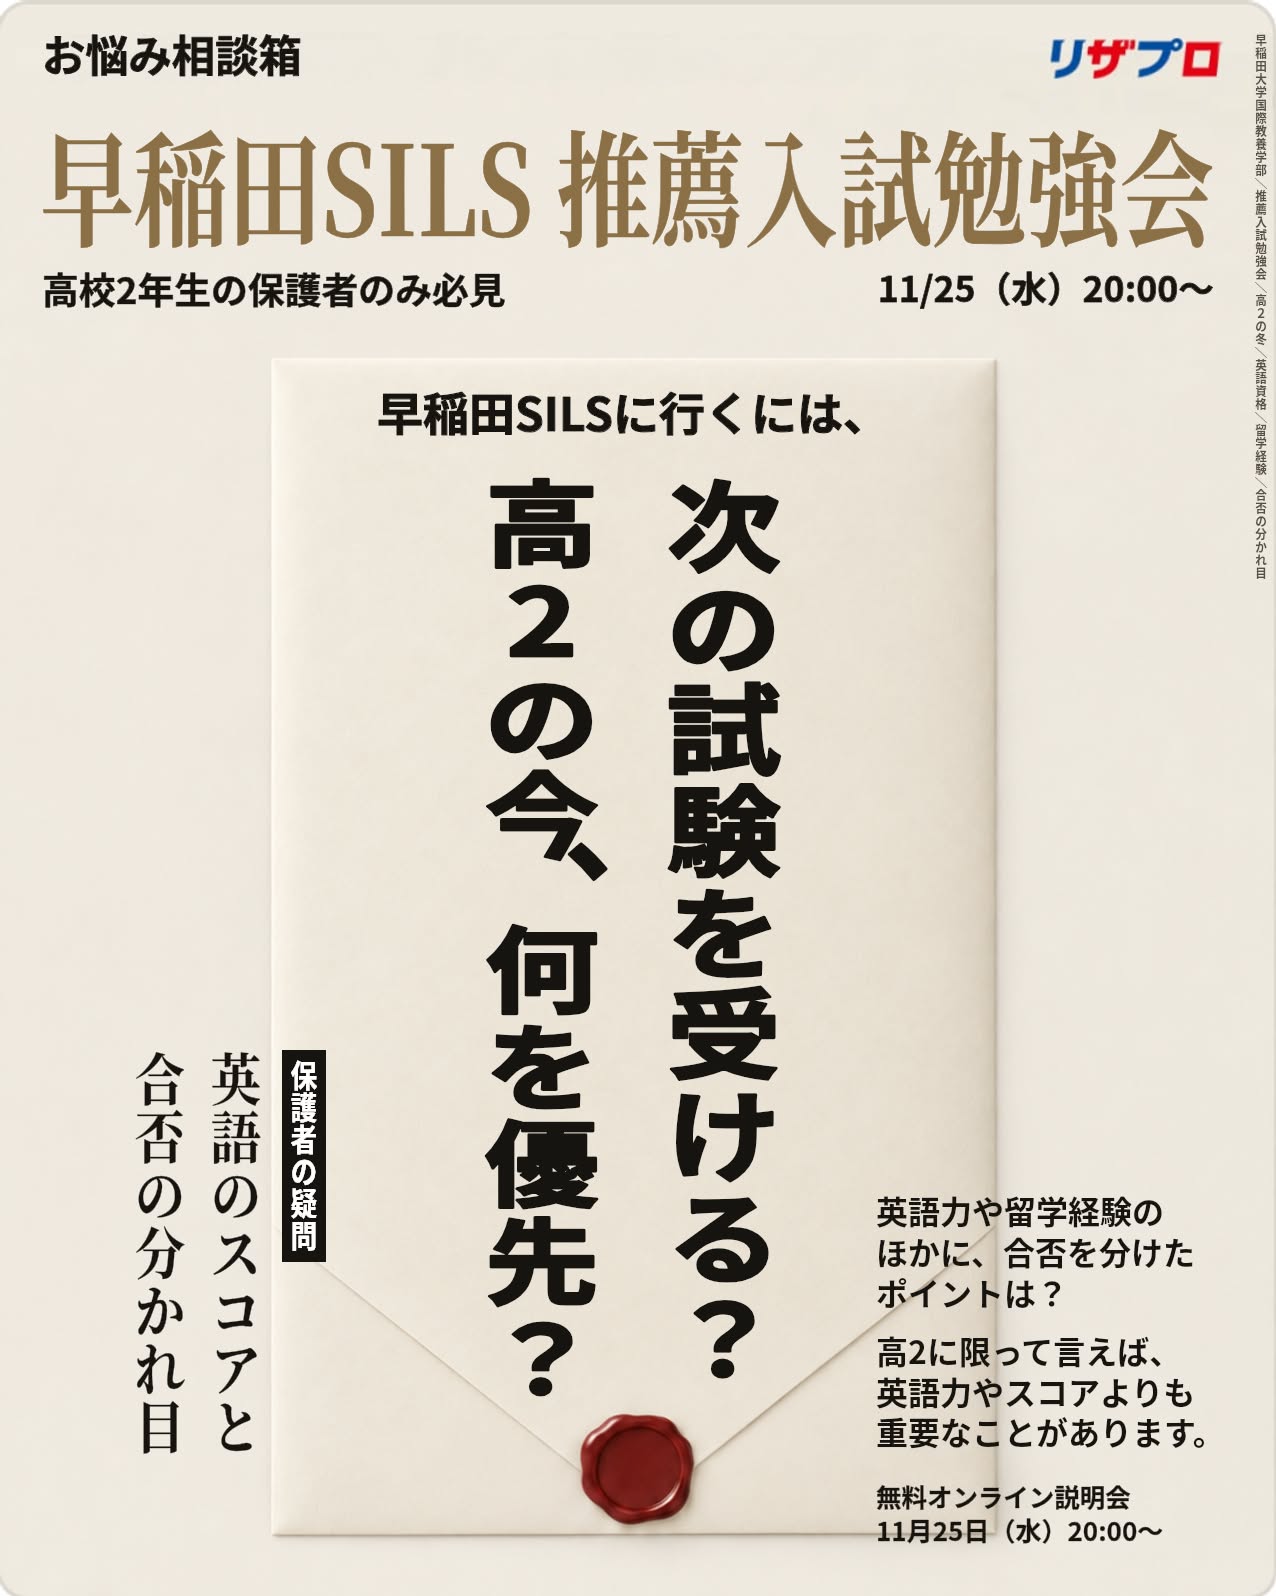 お悩み相談箱
リザプロ
早稲田SILS 推薦入試勉強会
高校2年生の保護者のみ必見
11/25（水）20:00〜
早稲田大学国際教養学部／推薦入試勉強会／高2の冬／英語資格／留学経験／合否の分かれ目
早稲田SILSに行くには、
次の試験を受ける？
高2の今、何を優先？
保護者の疑問
英語のスコアと
合否の分かれ目
英語力や留学経験の
ほかに、合否を分けた
ポイントは？
高2に限って言えば、
英語力やスコアよりも
重要なことがあります。
無料オンライン説明会
11月25日（水）20:00〜